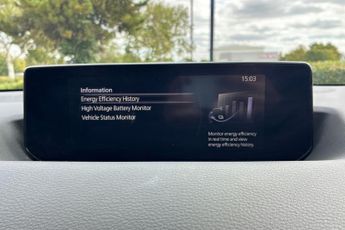 15:03
Information
Energy Efficiency History
High Voltage Battery Monitor
Vehicle Status Monitor
Monitor energy efficiency
in real time and view
energy efficiency history.